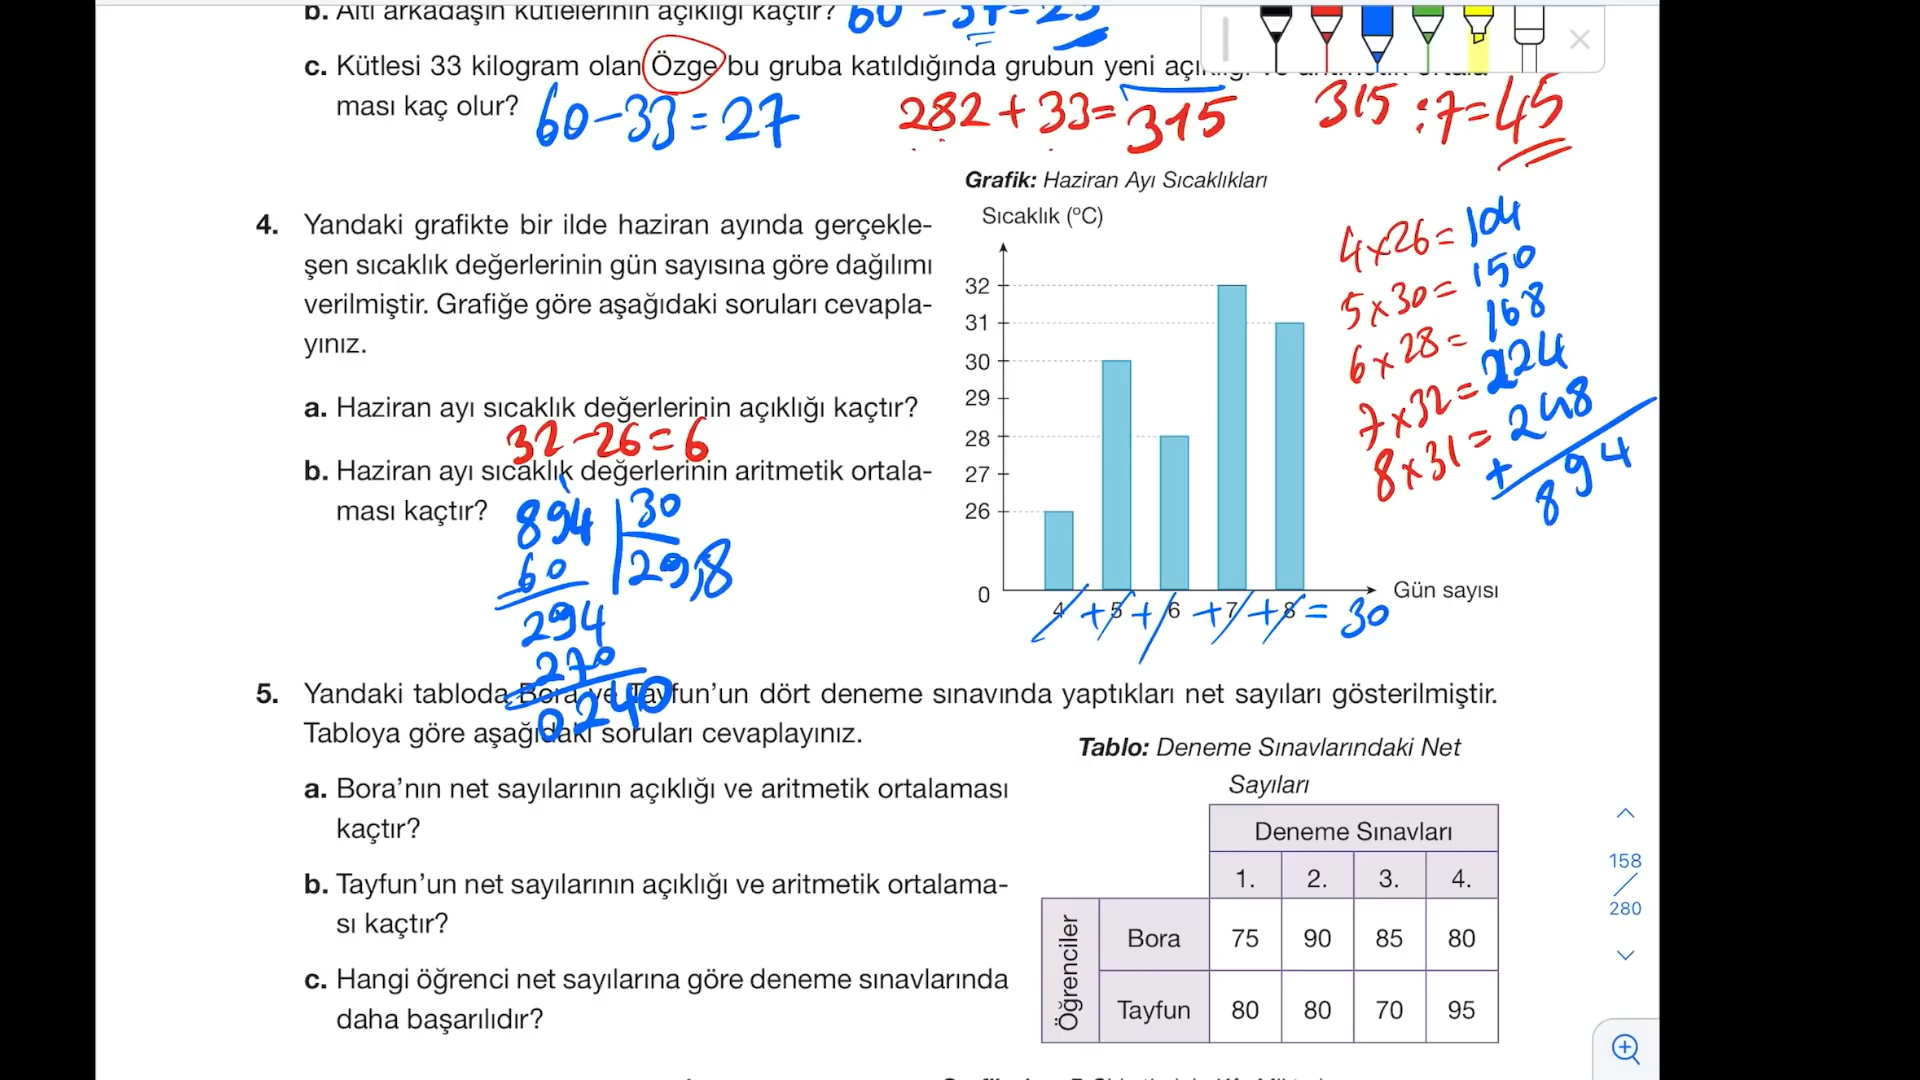 b. Altı arkadaşın kütlelerinin açıklığı kaçtır? 60 - 37 = 23
c. Kütlesi 33 kilogram olan Özge bu gruba katıldığında grubun yeni
ması kaç olur? 60-33=27 282+33=315 315:7=45
Grafik: Haziran Ayı Sıcaklıkları
4. Yandaki grafikte bir ilde haziran ayında gerçekle-
şen sıcaklık değerlerinin gün sayısına göre dağılımı
verilmiştir. Grafiğe göre aşağıdaki soruları cevapla-
yınız.
a. Haziran ayı sıcaklık değerlerinin açıklığı kaçtır?
32-26=6
b. Haziran ayı sıcaklık değerlerinin aritmetik ortala-
ması kaçtır?
894 30
60 29,8
294
270
0240
Sıcaklık (ºC)
32
31
30
29
28
27
26
0
4 + 5 + 6 + 7 + 8 = 30
Gün sayısı
4x26=104
5x30=150
6x28=168
7x32=224
8x31=248
+
894
5. Yandaki tabloda Bora ve Tayfun’un dört deneme sınavında yaptıkları net sayıları gösterilmiştir.
Tabloya göre aşağıdaki soruları cevaplayınız.
a. Bora’nın net sayılarının açıklığı ve aritmetik ortalaması
kaçtır?
b. Tayfun’un net sayılarının açıklığı ve aritmetik ortalama-
sı kaçtır?
c. Hangi öğrenci net sayılarına göre deneme sınavlarında
daha başarılıdır?
Tablo: Deneme Sınavlarındaki Net
Sayıları
Deneme Sınavları
1. 2. 3. 4.
Öğrenciler
Bora 75 90 85 80
Tayfun 80 80 70 95
158
280